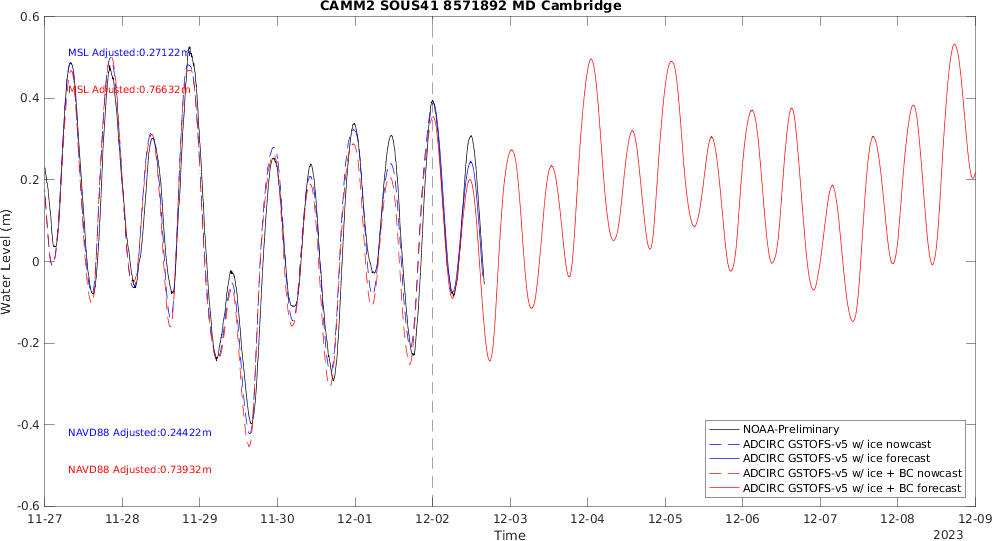 CAMM2 SOUS41 8571892 MD Cambridge
0.6
MSL Adjusted:0.27122m
MSL Adjusted:0.76632m
0.4
0.2
0
-0.2
-0.4
-0.6
Water Level (m)
NAVD88 Adjusted:0.24422m
NAVD88 Adjusted:0.73932m
NOAA-Preliminary
ADCIRC GSTOFS-v5 w/ ice nowcast
ADCIRC GSTOFS-v5 w/ ice forecast
ADCIRC GSTOFS-v5 w/ ice + BC nowcast
ADCIRC GSTOFS-v5 w/ ice + BC forecast
11-27 11-28 11-29 11-30 12-01 12-02 12-03 12-04 12-05 12-06 12-07 12-08 12-09
Time
2023